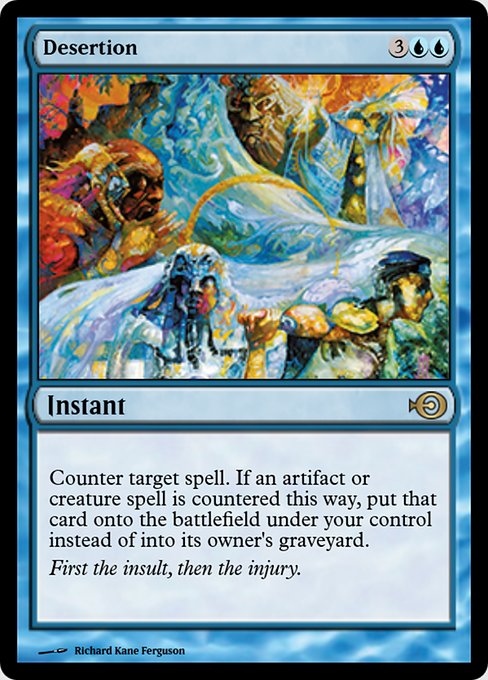 Desertion 3
Instant
Counter target spell. If an artifact or
creature spell is countered this way, put that
card onto the battlefield under your control
instead of into its owner's graveyard.
First the insult, then the injury.
Richard Kane Ferguson